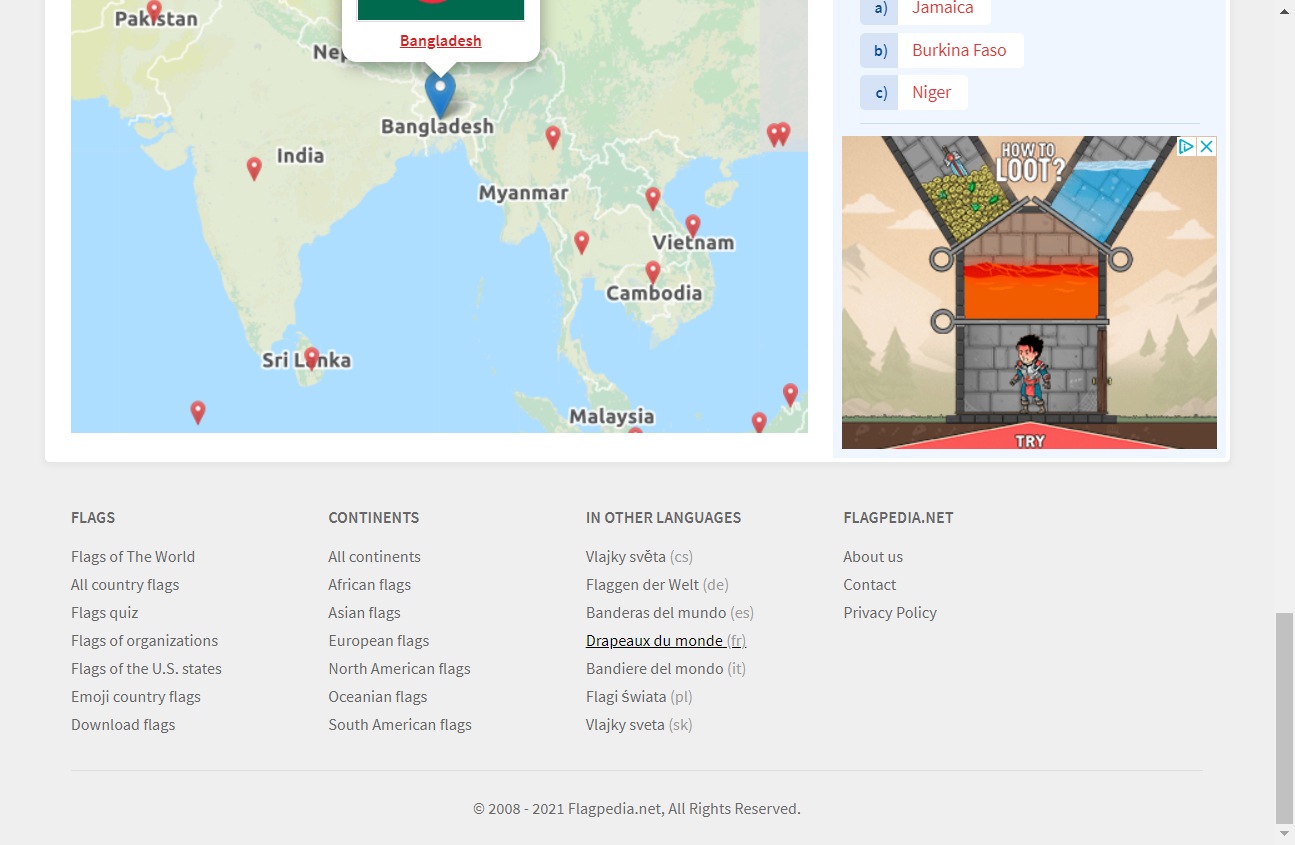 Pakistan
Nep
Bangladesh
Bangladesh
India
Myanmar
Vietnam
Cambodia
Sri Lanka
Malaysia
a) Jamaica
b) Burkina Faso
c) Niger
HOW TO
LOOT?
TRY
FLAGS
Flags of The World
All country flags
Flags quiz
Flags of organizations
Flags of the U.S. states
Emoji country flags
Download flags
CONTINENTS
All continents
African flags
Asian flags
European flags
North American flags
Oceanian flags
South American flags
IN OTHER LANGUAGES
Vlajky světa (cs)
Flaggen der Welt (de)
Banderas del mundo (es)
Drapeaux du monde (fr)
Bandiere del mondo (it)
Flagi świata (pl)
Vlajky sveta (sk)
FLAGPEDIA.NET
About us
Contact
Privacy Policy
© 2008 - 2021 Flagpedia.net, All Rights Reserved.